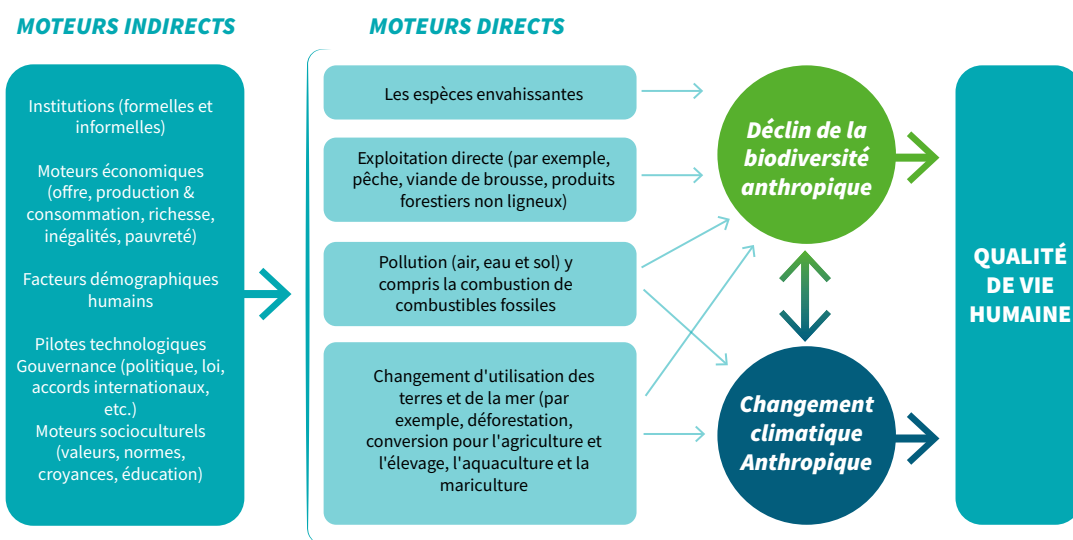 MOTEURS INDIRECTS
MOTEURS DIRECTS
Institutions (formelles et
informelles)
Moteurs économiques
(offre, production &
consommation, richesse,
inégalités, pauvreté)
Facteurs démographiques
humains
Pilotes technologiques
Gouvernance (politique, loi,
accords internationaux,
etc.)
Moteurs socioculturels
(valeurs, normes,
croyances, éducation)
Les espèces envahissantes
Exploitation directe (par exemple,
pêche, viande de brousse, produits
forestiers non ligneux)
Pollution (air, eau et sol) y
compris la combustion de
combustibles fossiles
Changement d'utilisation des
terres et de la mer (par
exemple, déforestation,
conversion pour l'agriculture et
l'élevage, l'aquaculture et la
mariculture
Déclin de la
biodiversité
anthropique
Changement
climatique
Anthropique
QUALITÉ
DE VIE
HUMAINE